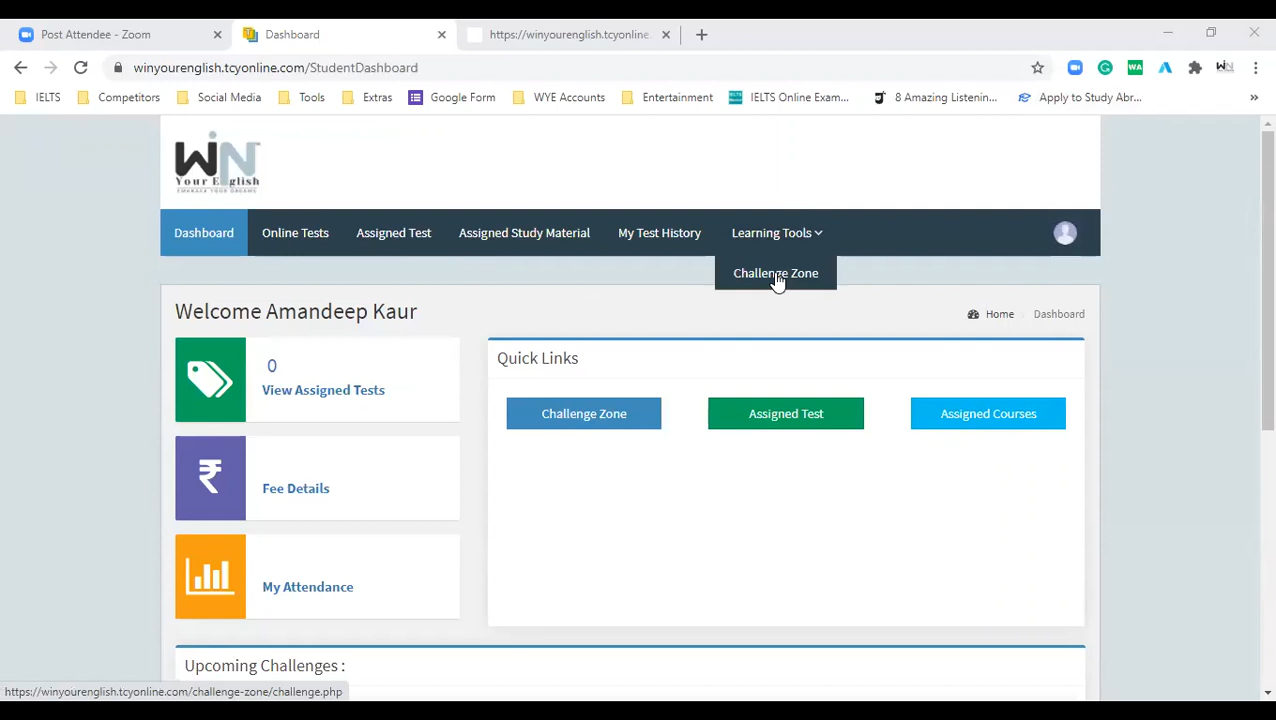 Post Attendee - Zoom
Dashboard
https://winyourenglish.tcyonline.
winyourenglish.tcyonline.com/StudentDashboard
IELTS
Competitors
Social Media
Tools
Extras
Google Form
WYE Accounts
Entertainment
IELTS Online Exam...
8 Amazing Listenin...
Apply to Study Abr...
WiN
Your English
EMBRACE YOUR DREAMS
Dashboard
Online Tests
Assigned Test
Assigned Study Material
My Test History
Learning Tools
Challenge Zone
Welcome Amandeep Kaur
Home
Dashboard
0
View Assigned Tests
Quick Links
Challenge Zone
Assigned Test
Assigned Courses
₹
Fee Details
My Attendance
Upcoming Challenges :
https://winyourenglish.tcyonline.com/challenge-zone/challenge.php